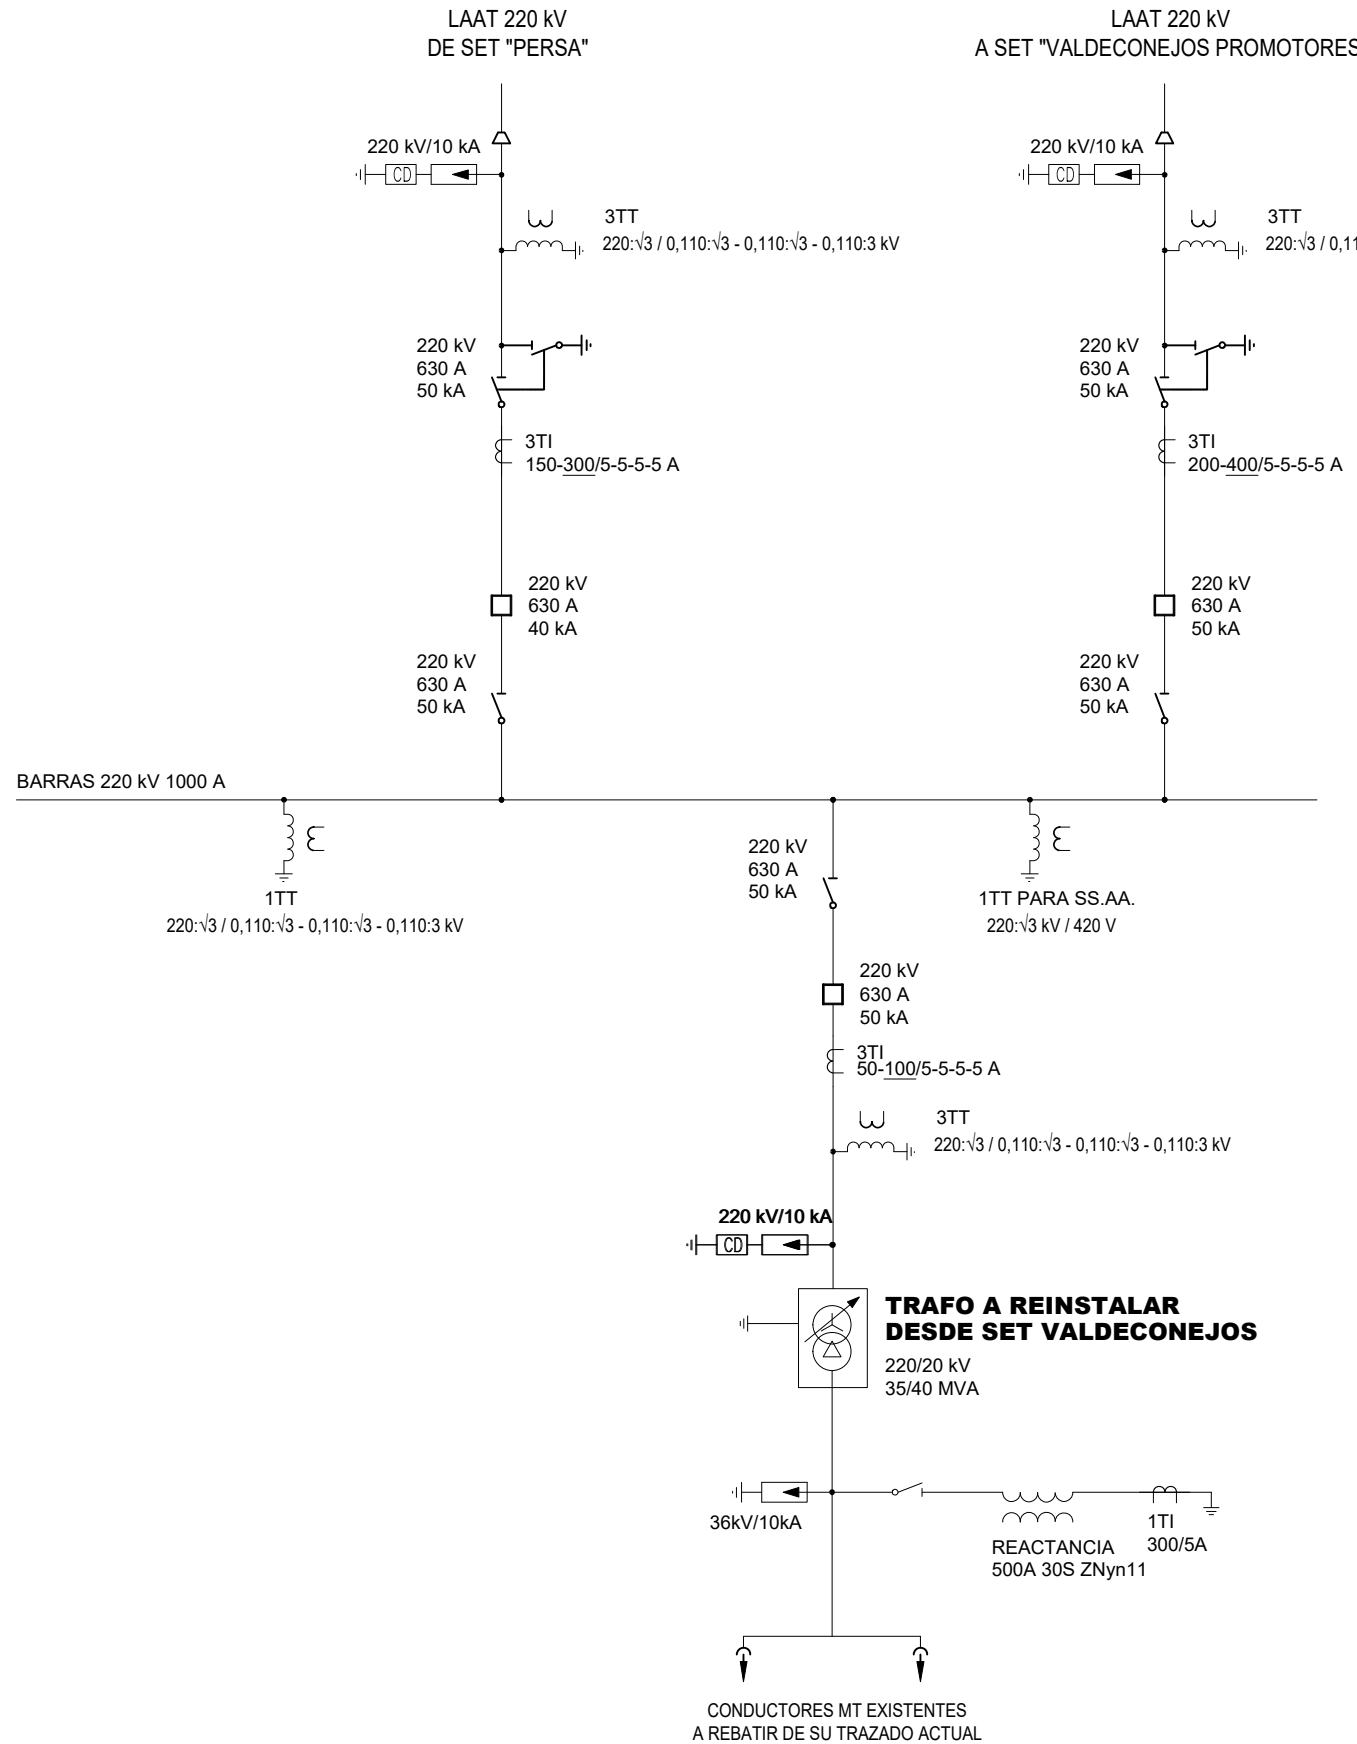 LAAT 220 kV
DE SET "PERSA"
LAAT 220 kV
A SET "VALDECONEJOS PROMOTORES
220 kV/10 kA
CD
3TT
220:√3 / 0,110:√3 - 0,110:√3 - 0,110:3 kV
220 kV
630 A
50 kA
3TI
150-300/5-5-5-5 A
220 kV
630 A
40 kA
220 kV
630 A
50 kA
220 kV/10 kA
CD
3TT
220:√3 / 0,11
220 kV
630 A
50 kA
3TI
200-400/5-5-5-5 A
220 kV
630 A
50 kA
220 kV
630 A
50 kA
BARRAS 220 kV 1000 A
1TT
220:√3 / 0,110:√3 - 0,110:√3 - 0,110:3 kV
220 kV
630 A
50 kA
1TT PARA SS.AA.
220:√3 kV / 420 V
220 kV
630 A
50 kA
3TI
50-100/5-5-5-5 A
3TT
220:√3 / 0,110:√3 - 0,110:√3 - 0,110:3 kV
220 kV/10 kA
CD
TRAFO A REINSTALAR
DESDE SET VALDECONEJOS
220/20 kV
35/40 MVA
36kV/10kA
REACTANCIA
500A 30S ZNyn11
1TI
300/5A
CONDUCTORES MT EXISTENTES
A REBATIR DE SU TRAZADO ACTUAL